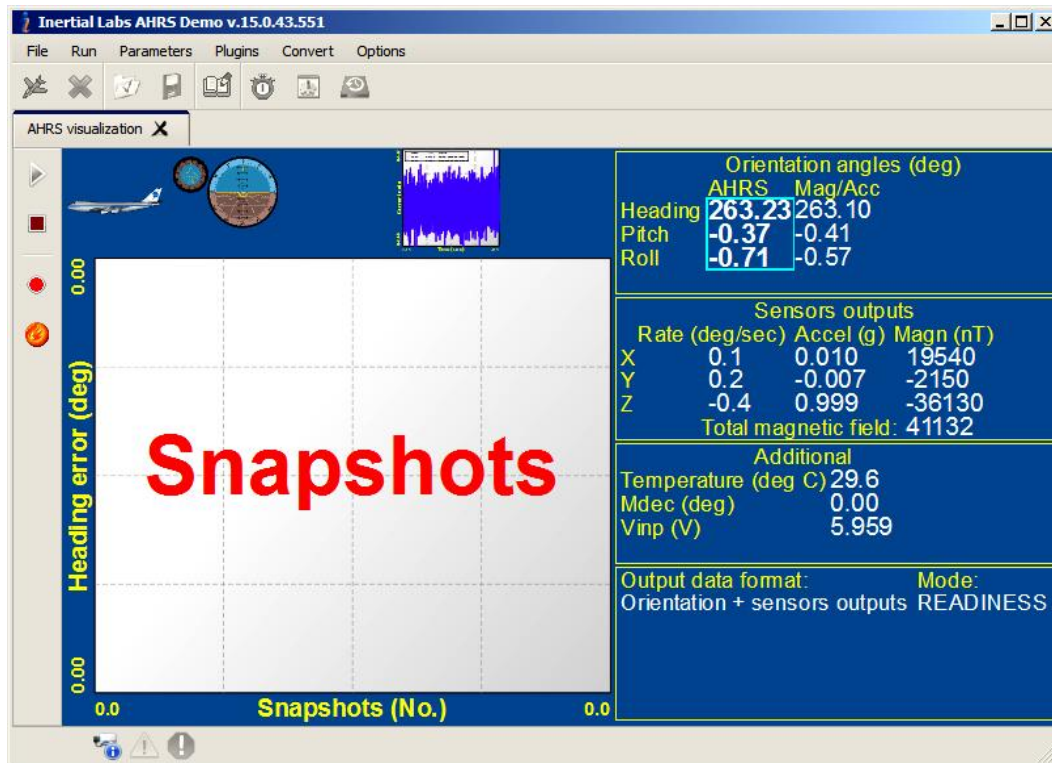 Inertial Labs AHRS Demo v.15.0.43.551
File Run Parameters Plugins Convert Options
AHRS visualization
Orientation angles (deg)
AHRS Mag/Acc
Heading 263.23 263.10
Pitch -0.37 -0.41
Roll -0.71 -0.57
Sensors outputs
Rate (deg/sec) Accel (g) Magn (nT)
X 0.1 0.010 19540
Y 0.2 -0.007 -2150
Z -0.4 0.999 -36130
Total magnetic field: 41132
Additional
Temperature (deg C) 29.6
Mdec (deg) 0.00
Vinp (V) 5.959
Output data format: Mode:
Orientation + sensors outputs READINESS
0.00
Heading error (deg)
0.00
Snapshots
0.0 Snapshots (No.) 0.0